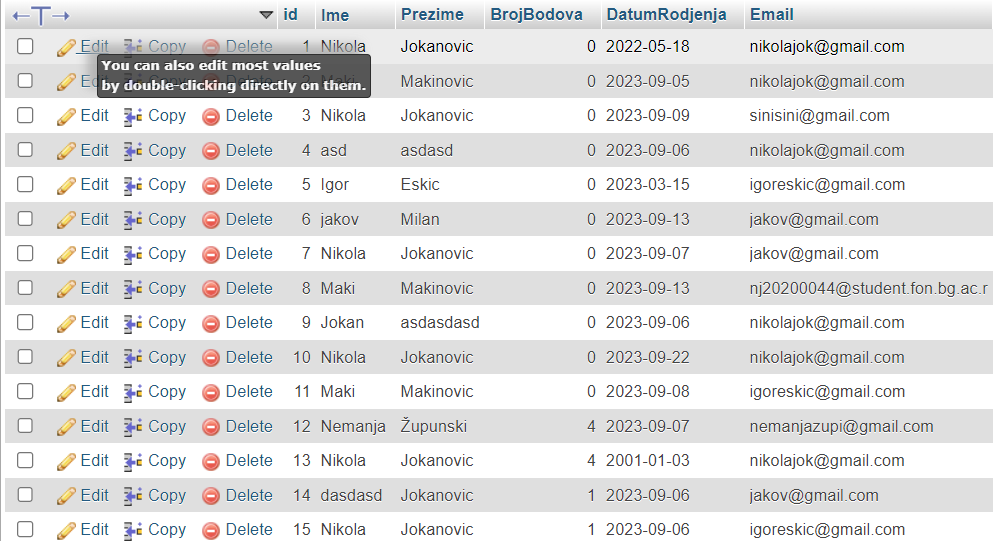 ←T→ id Ime Prezime BrojBodova DatumRodjenja Email
Edit Copy Delete 1 Nikola Jokanovic 0 2022-05-18 nikolajok@gmail.com
You can also edit most values
by double-clicking directly on them.
Edit Maki Makinovic 0 2023-09-05 nikolajok@gmail.com
Edit Copy Delete 3 Nikola Jokanovic 0 2023-09-09 sinisini@gmail.com
Edit Copy Delete 4 asd asdasd 0 2023-09-06 nikolajok@gmail.com
Edit Copy Delete 5 Igor Eskic 0 2023-03-15 igoreskic@gmail.com
Edit Copy Delete 6 jakov Milan 0 2023-09-13 jakov@gmail.com
Edit Copy Delete 7 Nikola Jokanovic 0 2023-09-07 jakov@gmail.com
Edit Copy Delete 8 Maki Makinovic 0 2023-09-13 nj20200044@student.fon.bg.ac.r
Edit Copy Delete 9 Jokan asdasdasd 0 2023-09-06 nikolajok@gmail.com
Edit Copy Delete 10 Nikola Jokanovic 0 2023-09-22 nikolajok@gmail.com
Edit Copy Delete 11 Maki Makinovic 0 2023-09-08 igoreskic@gmail.com
Edit Copy Delete 12 Nemanja Župunski 4 2023-09-07 nemanjazupi@gmail.com
Edit Copy Delete 13 Nikola Jokanovic 4 2001-01-03 nikolajok@gmail.com
Edit Copy Delete 14 dasdasd Jokanovic 1 2023-09-06 jakov@gmail.com
Edit Copy Delete 15 Nikola Jokanovic 1 2023-09-06 igoreskic@gmail.com